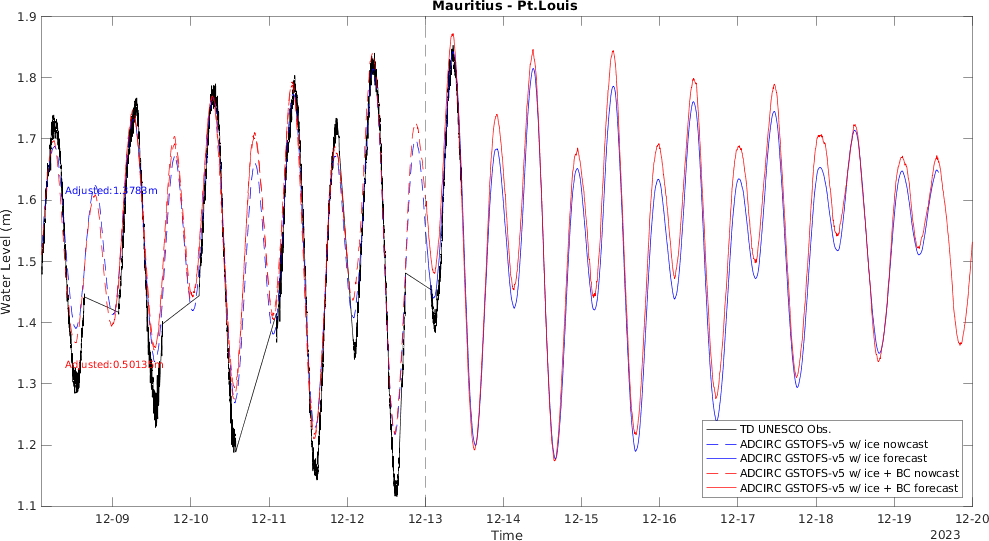 Mauritius - Pt.Louis
1.9
1.8
1.7
1.6
1.5
1.4
1.3
1.2
1.1
Water Level (m)
Adjusted:1.3783m
Adjusted:0.50135m
TD UNESCO Obs.
ADCIRC GSTOFS-v5 w/ ice nowcast
ADCIRC GSTOFS-v5 w/ ice forecast
ADCIRC GSTOFS-v5 w/ ice + BC nowcast
ADCIRC GSTOFS-v5 w/ ice + BC forecast
12-09 12-10 12-11 12-12 12-13 12-14 12-15 12-16 12-17 12-18 12-19 12-20
Time
2023